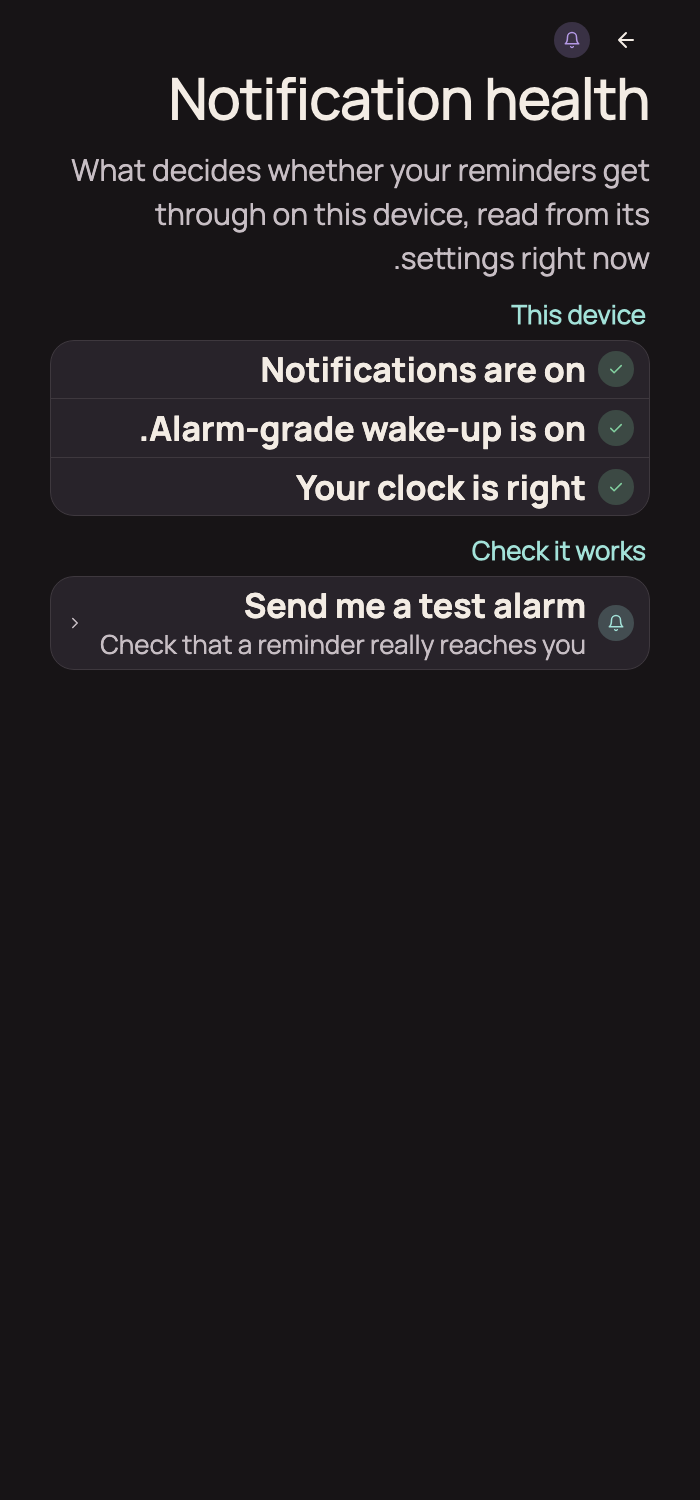 Notification health
What decides whether your reminders get
through on this device, read from its
.settings right now
This device
Notifications are on
.Alarm-grade wake-up is on
Your clock is right
Check it works
Send me a test alarm
Check that a reminder really reaches you